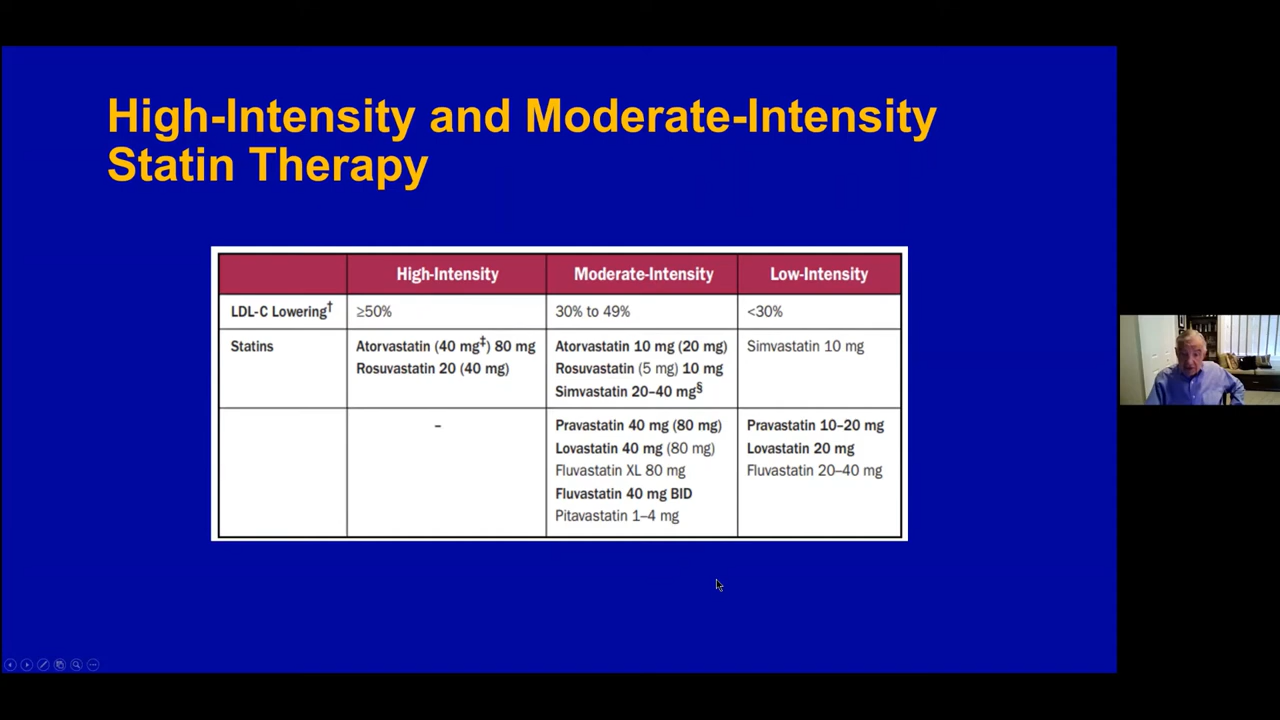 High-Intensity and Moderate-Intensity
Statin Therapy
High-Intensity Moderate-Intensity Low-Intensity
LDL-C Lowering† ≥50% 30% to 49% <30%
Statins Atorvastatin (40 mg‡) 80 mg Atorvastatin 10 mg (20 mg) Simvastatin 10 mg
Rosuvastatin 20 (40 mg) Rosuvastatin (5 mg) 10 mg
Simvastatin 20–40 mg§
– Pravastatin 40 mg (80 mg) Pravastatin 10–20 mg
Lovastatin 40 mg (80 mg) Lovastatin 20 mg
Fluvastatin XL 80 mg Fluvastatin 20–40 mg
Fluvastatin 40 mg BID
Pitavastatin 1–4 mg